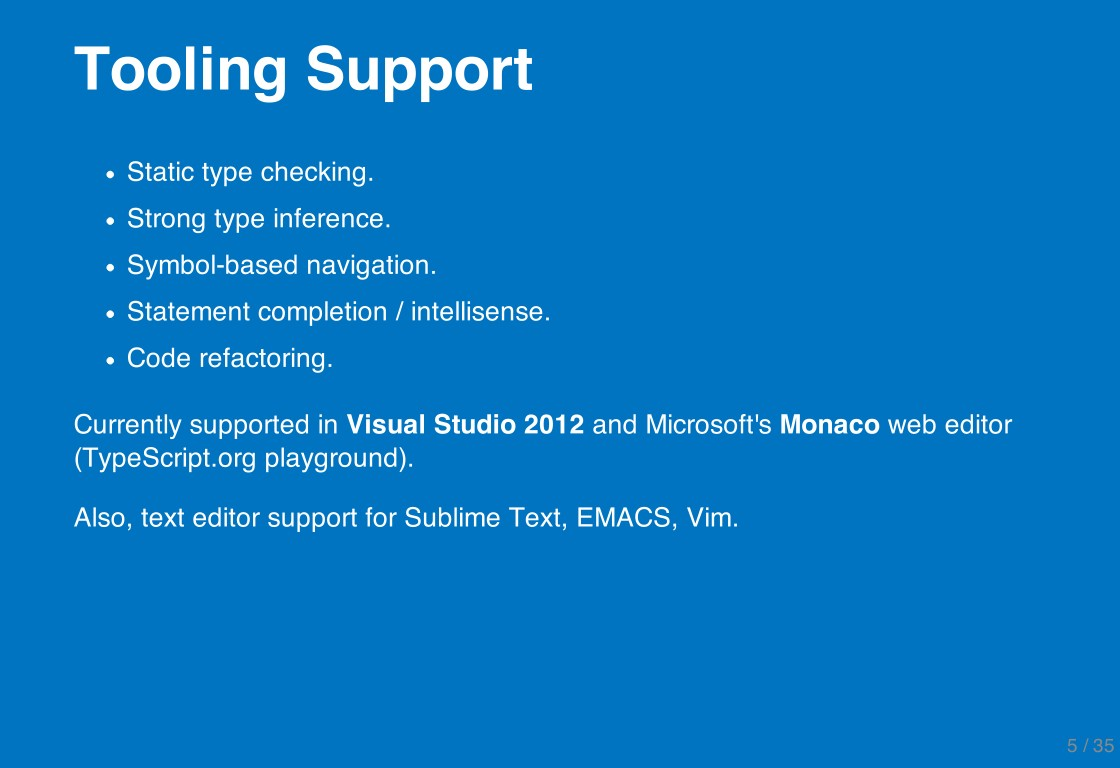 Tooling Support
• Static type checking.
• Strong type inference.
• Symbol-based navigation.
• Statement completion / intellisense.
• Code refactoring.
Currently supported in Visual Studio 2012 and Microsoft's Monaco web editor
(TypeScript.org playground).
Also, text editor support for Sublime Text, EMACS, Vim.
5 / 35